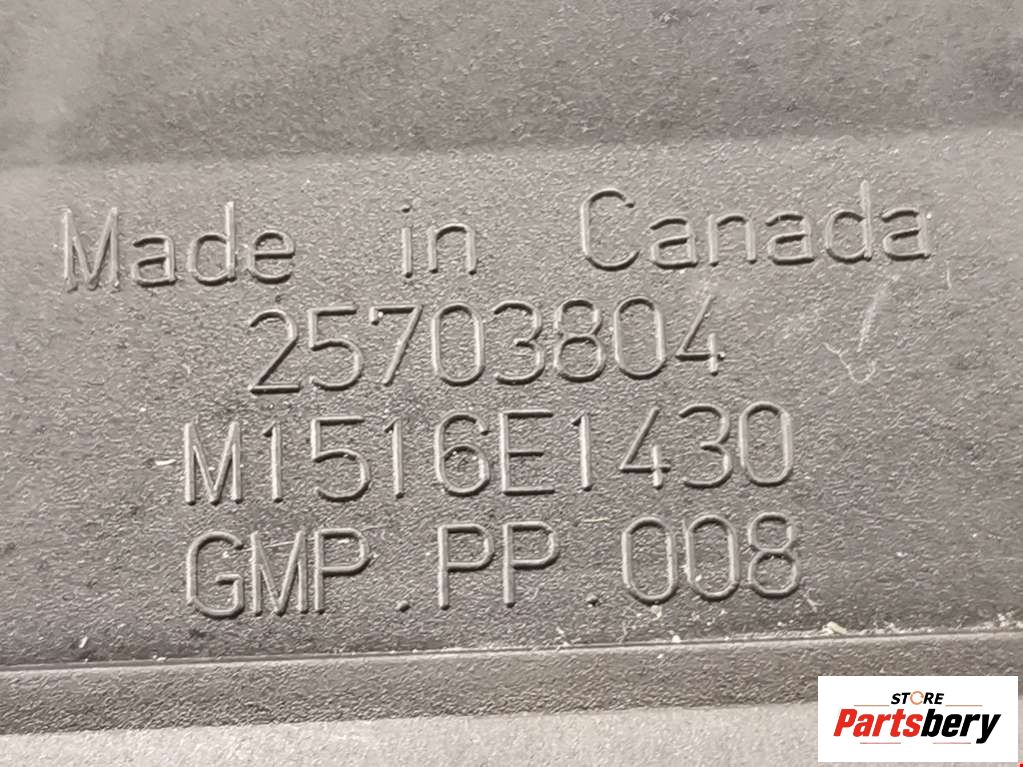 Made in Canada
25703804
M1516E1430
GMP.PP.008
STORE
Partsbery